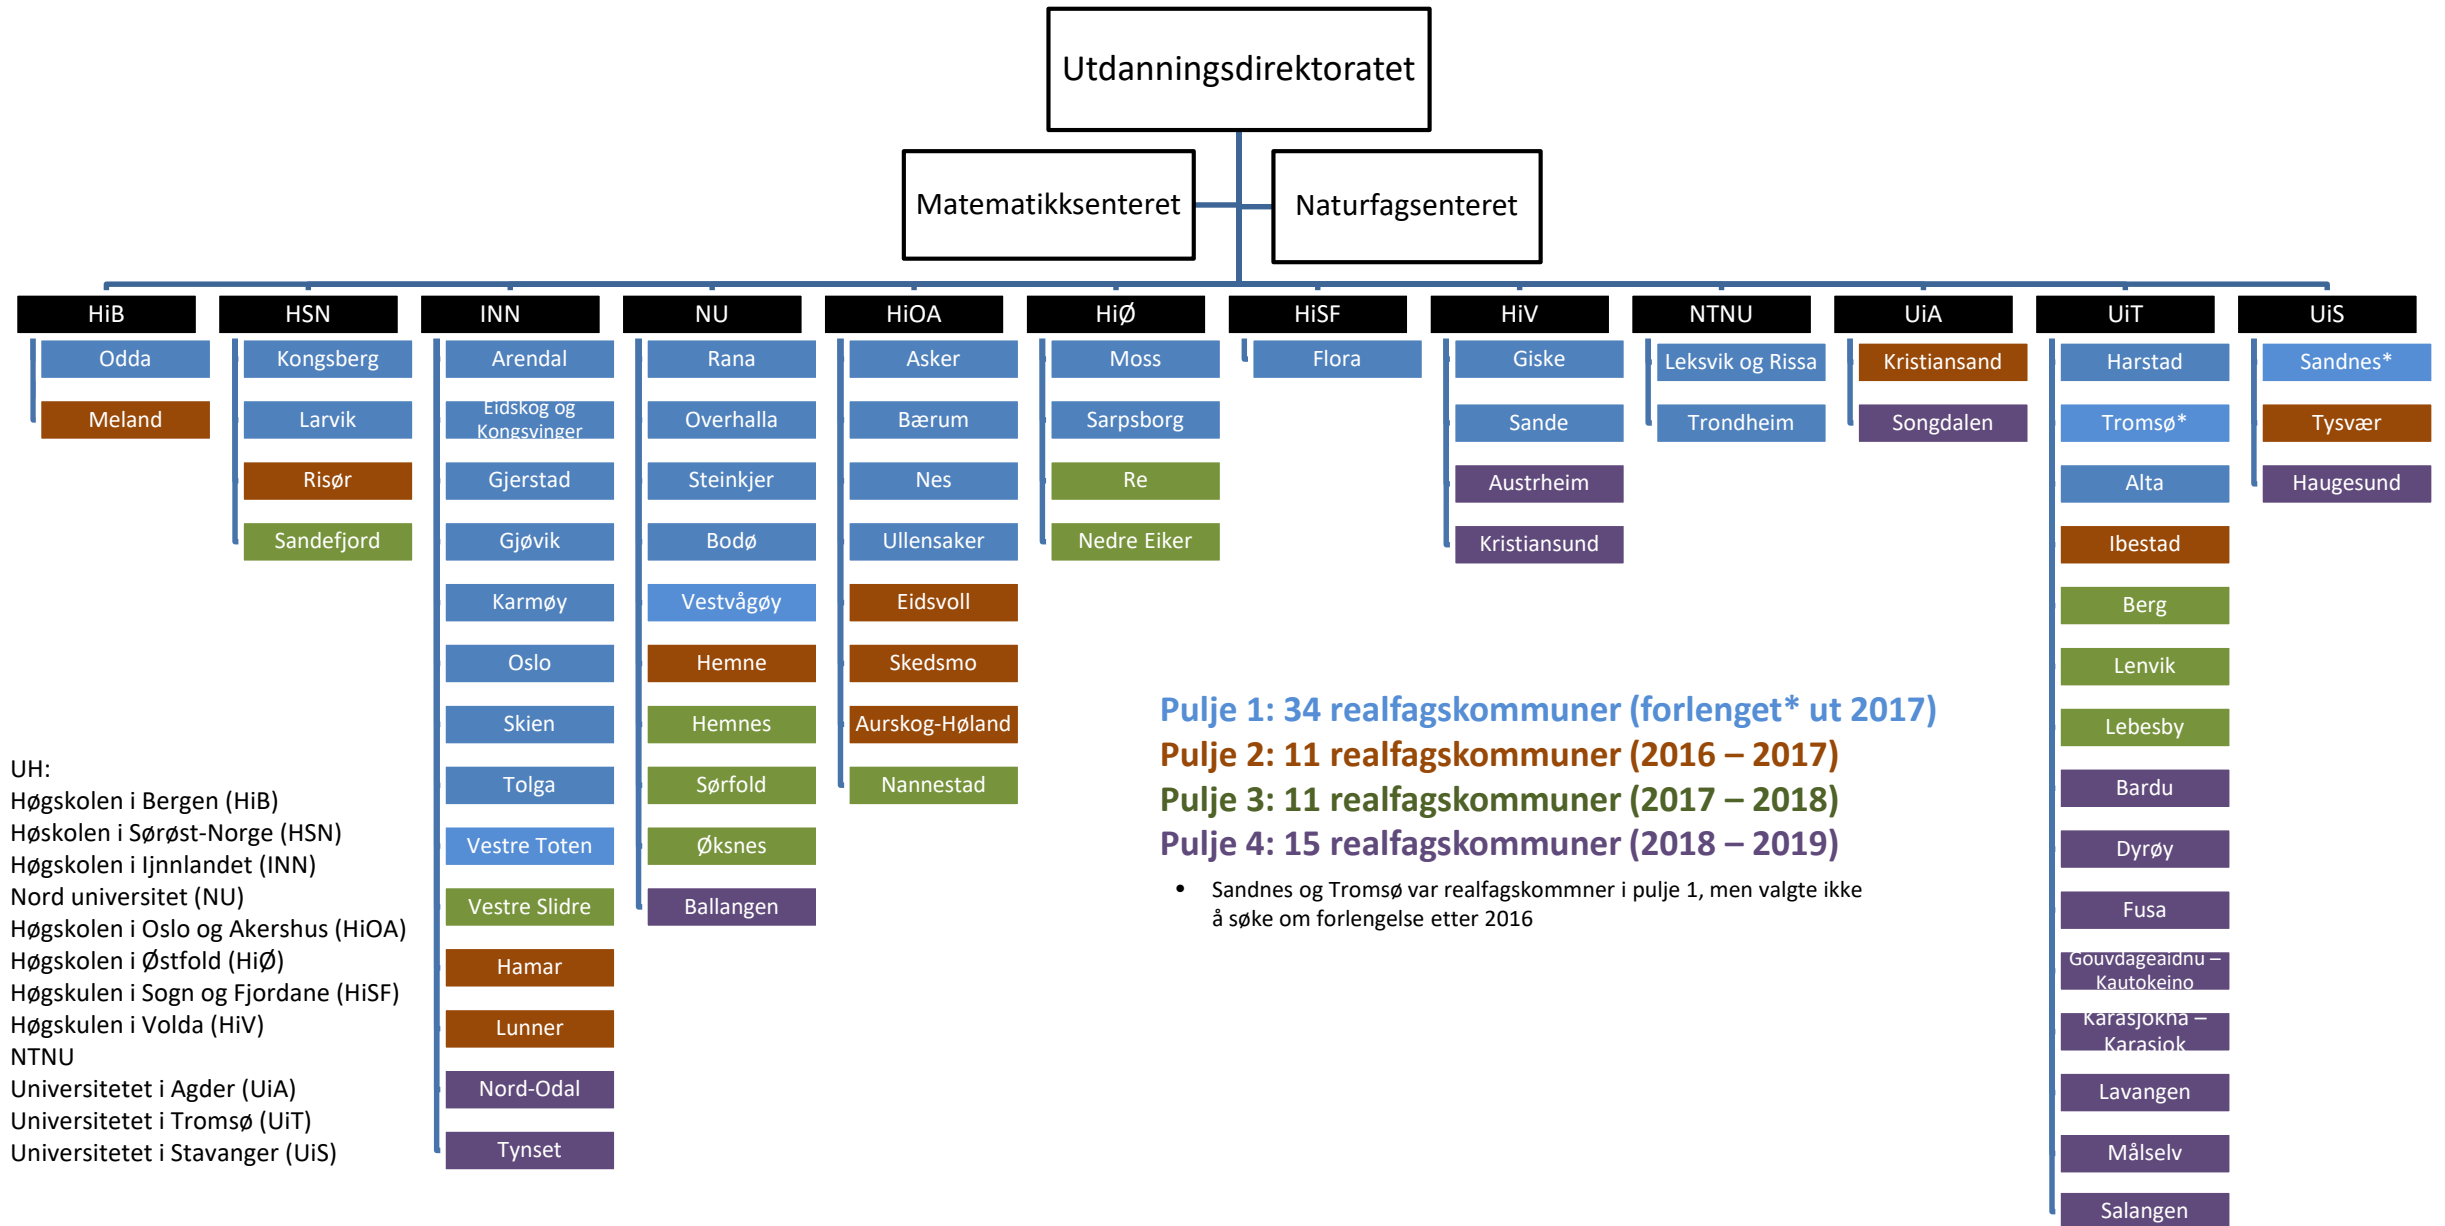 Utdanningsdirektoratet
Matematikksenteret
Naturfagsenteret
HiB
Odda
Meland
HSN
Kongsberg
Larvik
Risør
Sandefjord
INN
Arendal
Eidskog og
Kongsvinger
Gjerstad
Gjøvik
Karmøy
Oslo
Skien
Tolga
Vestre Toten
Vestre Slidre
Hamar
Lunner
Nord-Odal
Tynset
NU
Rana
Overhalla
Steinkjer
Bodø
Vestvågøy
Hemne
Hemnes
Sørfold
Øksnes
Ballangen
HiOA
Asker
Bærum
Nes
Ullensaker
Eidsvoll
Skedsmo
Aurskog-Høland
Nannestad
HiØ
Moss
Sarpsborg
Re
Nedre Eiker
HiSF
Flora
HiV
Giske
Sande
Austrheim
Kristiansund
NTNU
Leksvik og Rissa
Trondheim
UiA
Kristiansand
Songdalen
UiT
Harstad
Tromsø*
Alta
Ibestad
Berg
Lenvik
Lebesby
Bardu
Dyrøy
Fusa
Gouvdageaidnu –
Kautokeino
Karasjokha –
Karasjok
Lavangen
Målselv
Salangen
UiS
Sandnes*
Tysvær
Haugesund
Pulje 1: 34 realfagskommuner (forlenget* ut 2017)
Pulje 2: 11 realfagskommuner (2016 – 2017)
Pulje 3: 11 realfagskommuner (2017 – 2018)
Pulje 4: 15 realfagskommuner (2018 – 2019)
• Sandnes og Tromsø var realfagskommner i pulje 1, men valgte ikke
å søke om forlengelse etter 2016
UH:
Høgskolen i Bergen (HiB)
Høskolen i Sørøst-Norge (HSN)
Høgskolen i Ijnnlandet (INN)
Nord universitet (NU)
Høgskolen i Oslo og Akershus (HiOA)
Høgskolen i Østfold (HiØ)
Høgskulen i Sogn og Fjordane (HiSF)
Høgskulen i Volda (HiV)
NTNU
Universitetet i Agder (UiA)
Universitetet i Tromsø (UiT)
Universitetet i Stavanger (UiS)